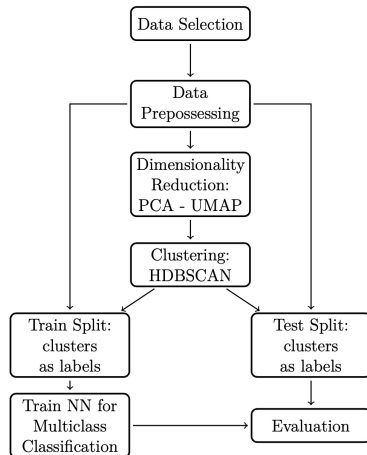 Data Selection
Data
Prepossessing
Dimensionality
Reduction:
PCA - UMAP
Clustering:
HDBSCAN
Train Split:
clusters
as labels
Test Split:
clusters
as labels
Train NN for
Multiclass
Classification
Evaluation